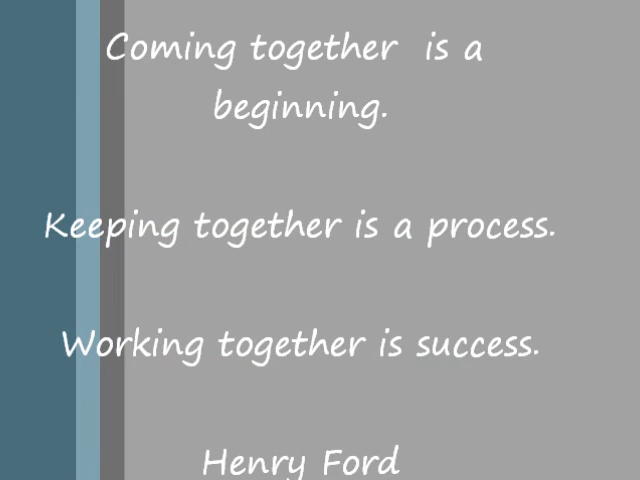 Coming together is a
beginning.
Keeping together is a process.
Working together is success.
Henry Ford